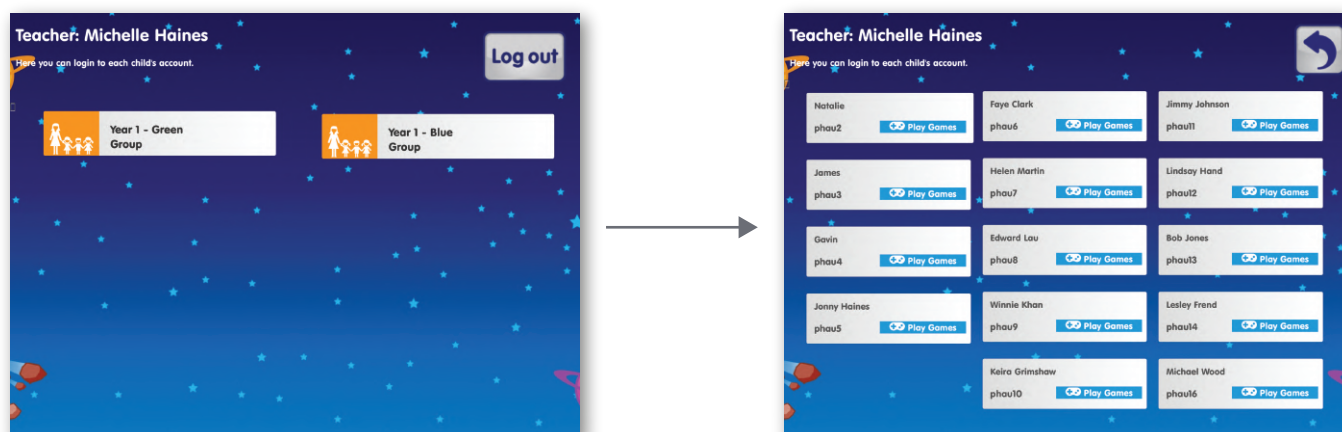 Teacher: Michelle Haines
Here you can login to each child's account.
Log out
Year 1 - Green
Group
Year 1 - Blue
Group
Teacher: Michelle Haines
Here you can login to each child's account.
Natalie
phau2 Play Games
James
phau3 Play Games
Gavin
phau4 Play Games
Jonny Haines
phau5 Play Games
Faye Clark
phau6 Play Games
Helen Martin
phau7 Play Games
Edward Lau
phau8 Play Games
Winnie Khan
phau9 Play Games
Keira Grimshaw
phau10 Play Games
Jimmy Johnson
phau11 Play Games
Lindsay Hand
phau12 Play Games
Bob Jones
phau13 Play Games
Lesley Frend
phau14 Play Games
Michael Wood
phau16 Play Games